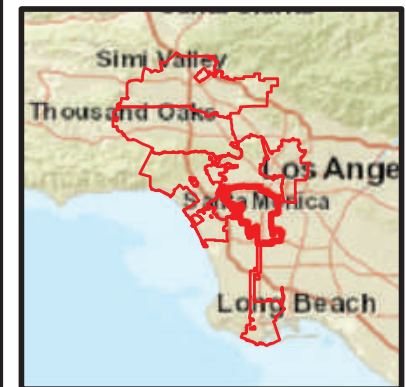 Simi Valley
Thousand Oaks
Los Ange
Santa Monica
Long Beach